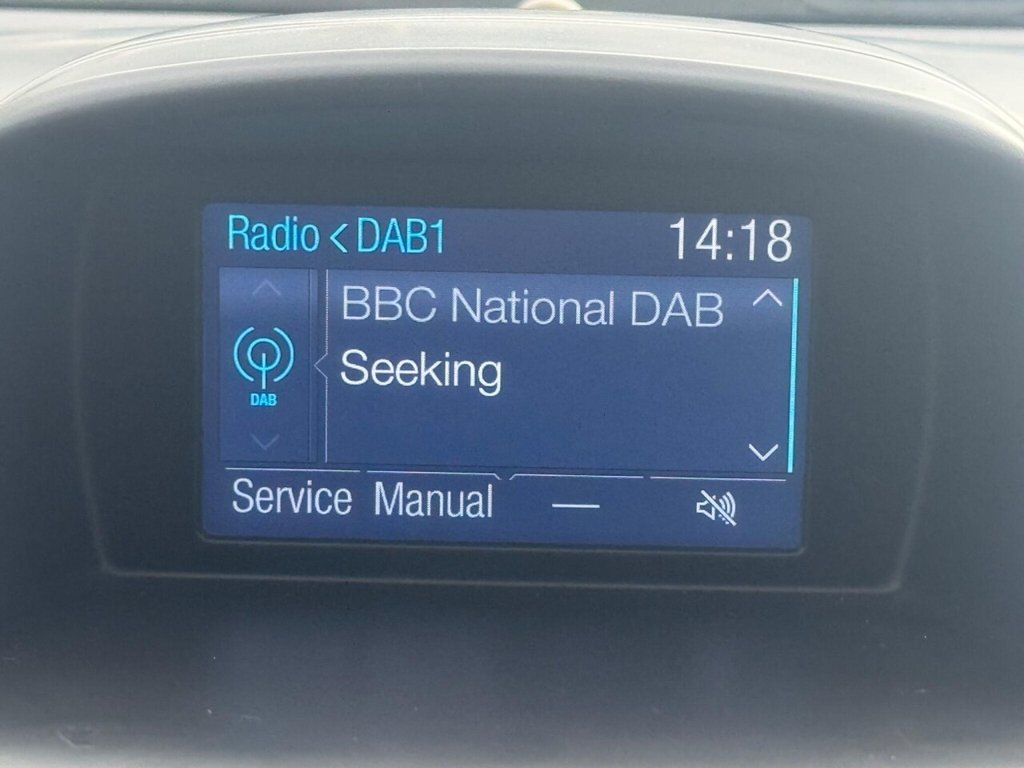 Radio < DAB1 14:18
BBC National DAB
Seeking
DAB
Service Manual —